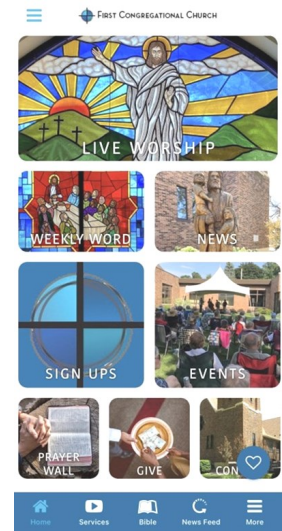 First Congregational Church
LIVE WORSHIP
WEEKLY WORD
NEWS
SIGN UPS
EVENTS
PRAYER
WALL
GIVE
CON
Home
Services
Bible
News Feed
More